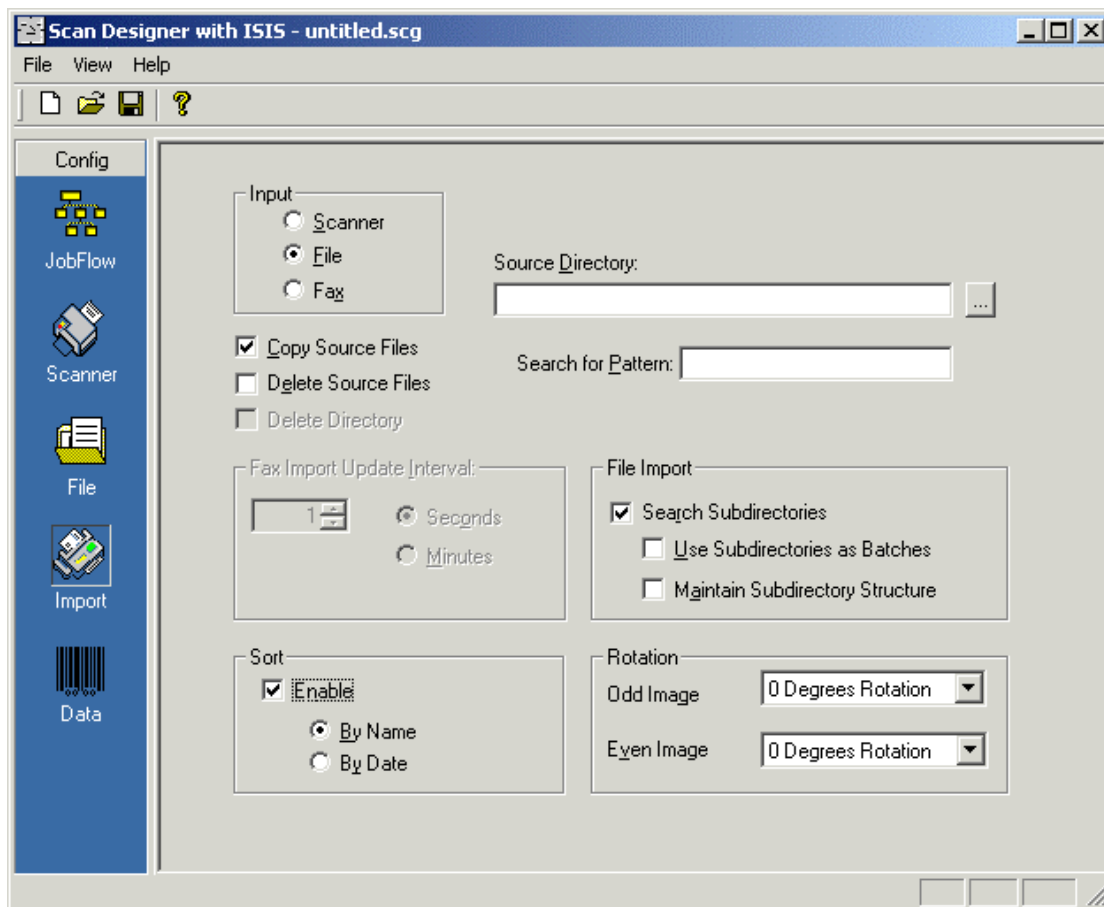 Scan Designer with ISIS - untitled.scg
File View Help
Config
JobFlow
Scanner
File
Import
Data
Input
Scanner
File
Fax
Source Directory:
...
Copy Source Files
Delete Source Files
Delete Directory
Search for Pattern:
Fax Import Update Interval:
1
Seconds
Minutes
File Import
Search Subdirectories
Use Subdirectories as Batches
Maintain Subdirectory Structure
Sort
Enable
By Name
By Date
Rotation
Odd Image 0 Degrees Rotation
Even Image 0 Degrees Rotation